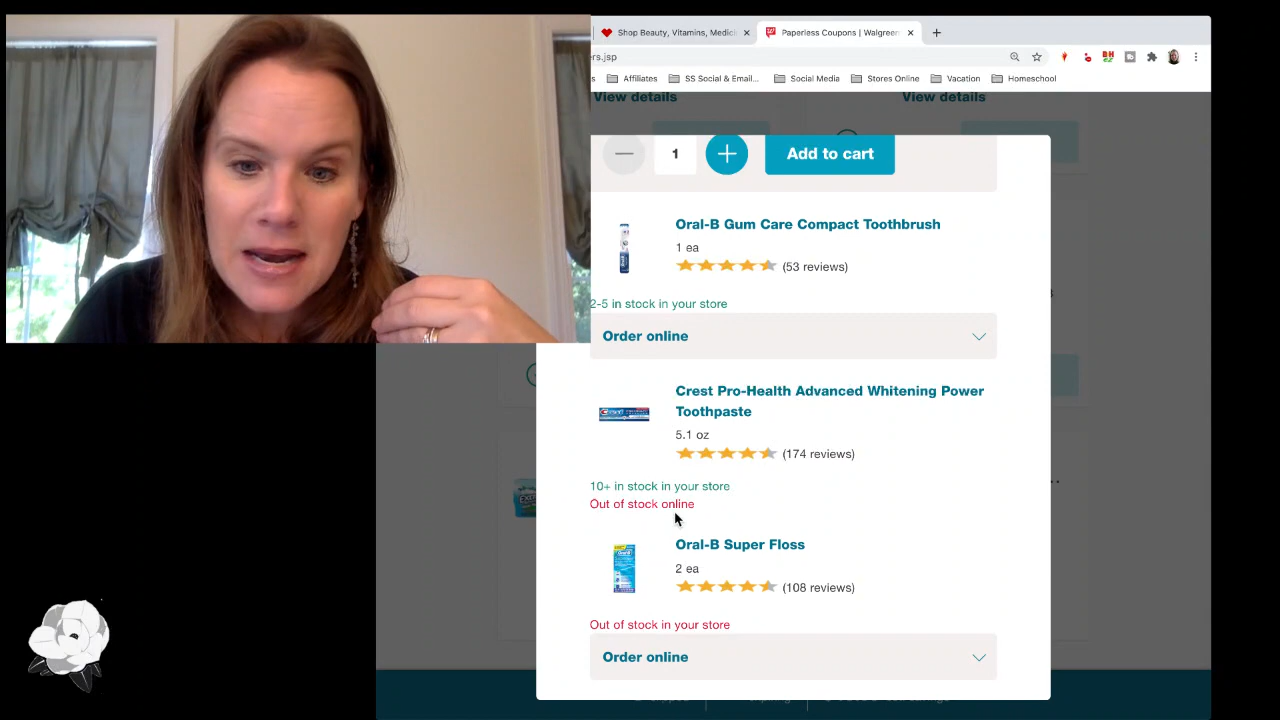 Shop Beauty, Vitamins, Medici
Paperless Coupons | Walgreen
ers.jsp
Affiliates
SS Social & Email...
Social Media
Stores Online
Vacation
Homeschool
View details
View details
1
Add to cart
Oral-B Gum Care Compact Toothbrush
1 ea
(53 reviews)
2-5 in stock in your store
Order online
Crest Pro-Health Advanced Whitening Power
Toothpaste
5.1 oz
(174 reviews)
10+ in stock in your store
Out of stock online
Oral-B Super Floss
2 ea
(108 reviews)
Out of stock in your store
Order online